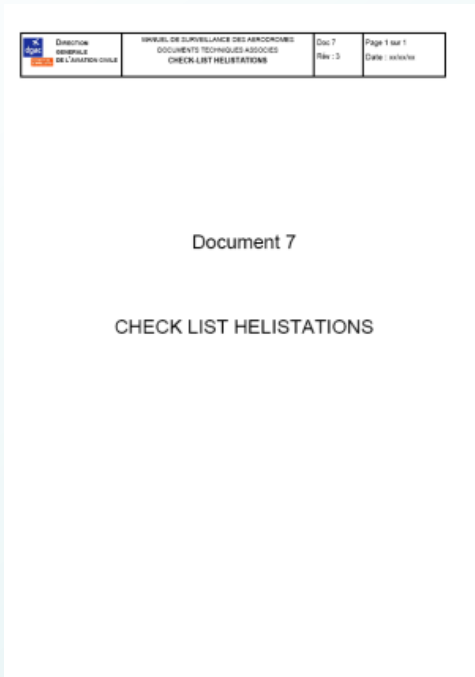 dgac
DIRECTION
GENERALE
DE L'AVIATION CIVILE
MANUEL DE SURVEILLANCE DES AERODROMES
DOCUMENTS TECHNIQUES ASSOCIES
CHECK-LIST HELISTATIONS
Doc 7
Rév : 3
Page 1 sur 1
Date : xx/xx/xx
Document 7
CHECK LIST HELISTATIONS